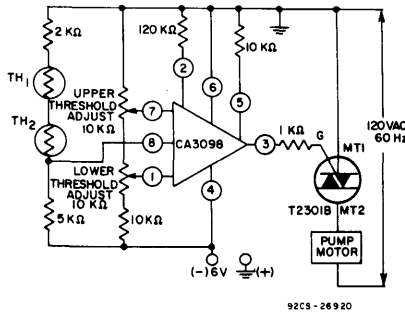 2 KΩ
120 KΩ
10 KΩ
TH1
TH2
UPPER
THRESHOLD
ADJUST
10 KΩ
LOWER
THRESHOLD
ADJUST
10 KΩ
5 KΩ
10 KΩ
2
6
5
7
8
1
CA3098
3
4
1 KΩ
G
MT1
T2301B
MT2
PUMP
MOTOR
120 VAC
60 Hz
(-) 6V
(+)
92CS-26920